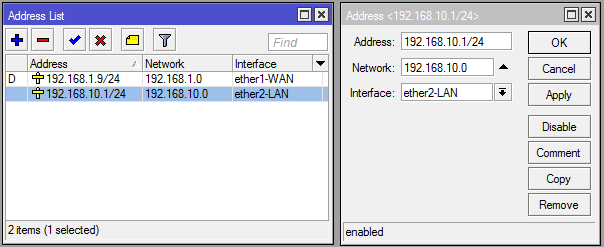 Address List
Find
Address Network Interface
D 192.168.1.9/24 192.168.1.0 ether1-WAN
192.168.10.1/24 192.168.10.0 ether2-LAN
2 items (1 selected)
Address <192.168.10.1/24>
Address: 192.168.10.1/24 OK
Network: 192.168.10.0 Cancel
Interface: ether2-LAN Apply
Disable
Comment
Copy
Remove
enabled